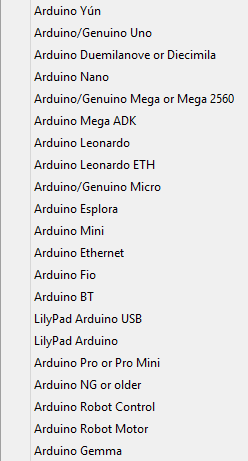 Arduino Yún
Arduino/Genuino Uno
Arduino Duemilanove or Diecimila
Arduino Nano
Arduino/Genuino Mega or Mega 2560
Arduino Mega ADK
Arduino Leonardo
Arduino Leonardo ETH
Arduino/Genuino Micro
Arduino Esplora
Arduino Mini
Arduino Ethernet
Arduino Fio
Arduino BT
LilyPad Arduino USB
LilyPad Arduino
Arduino Pro or Pro Mini
Arduino NG or older
Arduino Robot Control
Arduino Robot Motor
Arduino Gemma